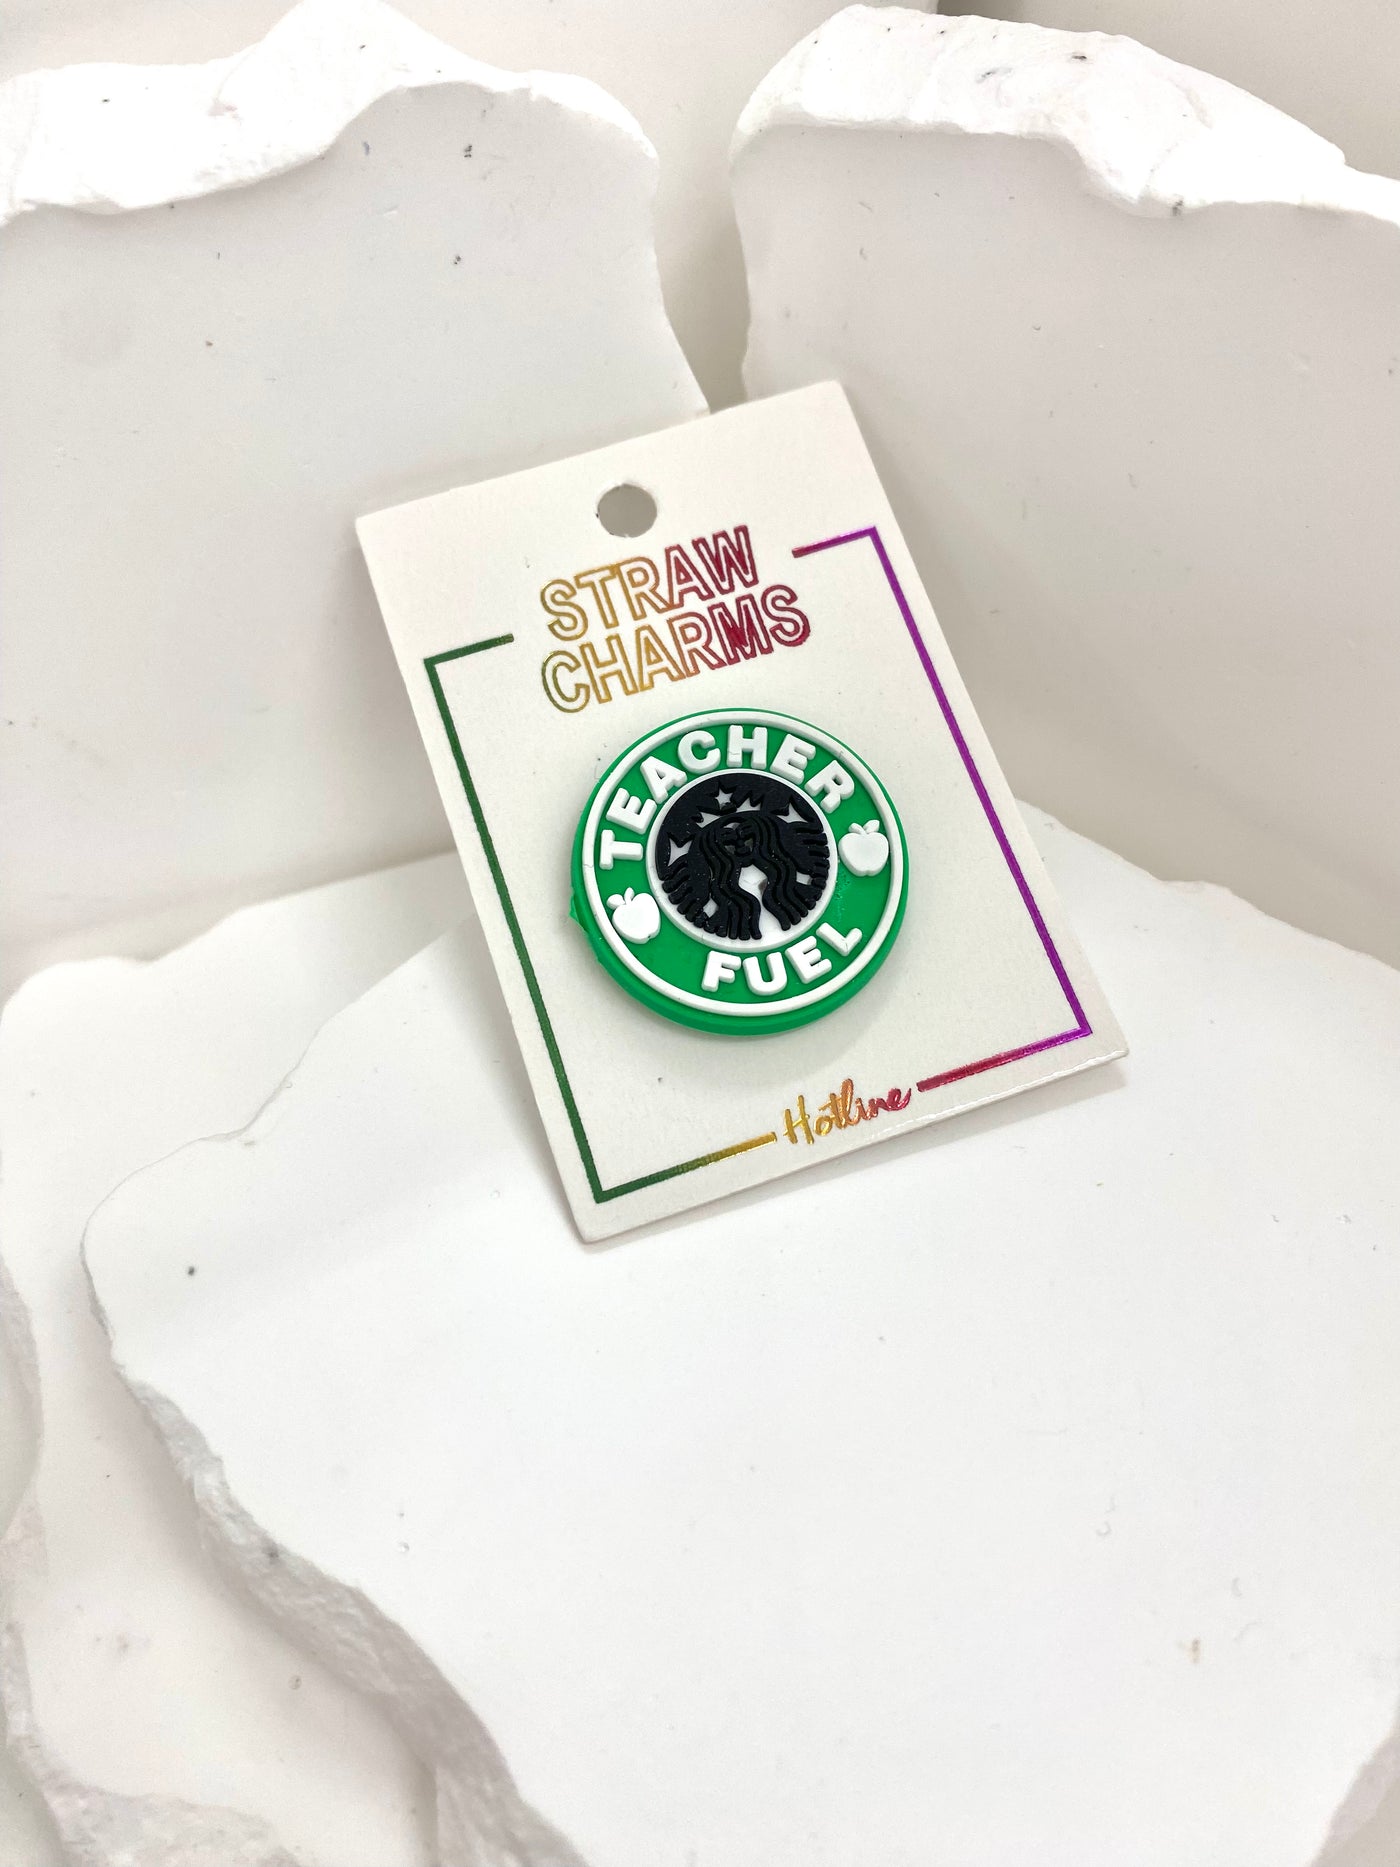 STRAW
CHARMS
TEACHER
FUEL
Hotline